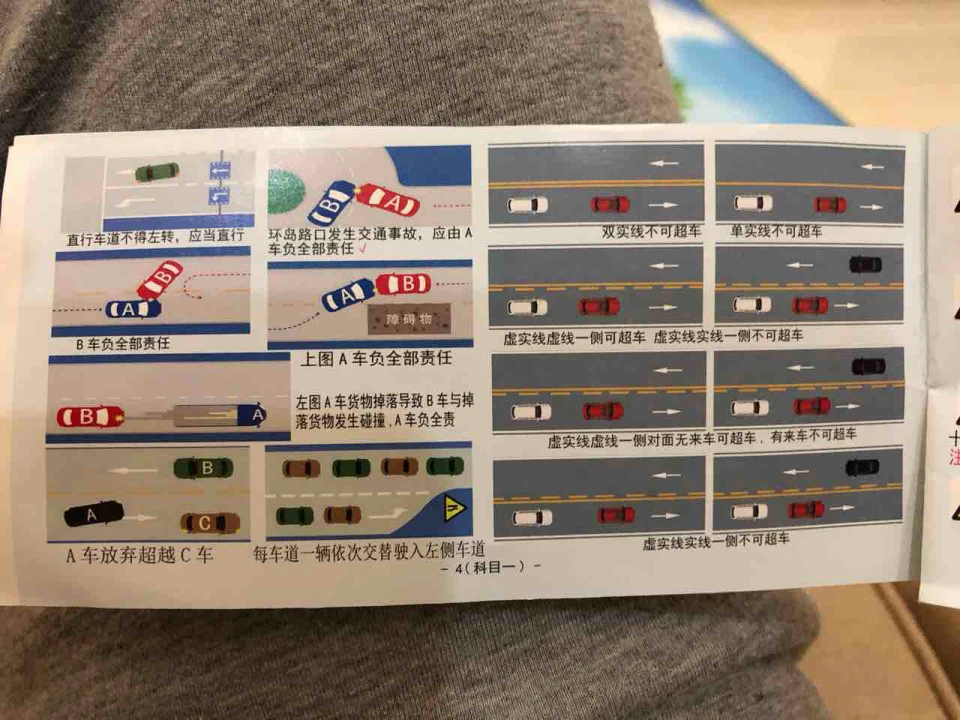 直行车道不得左转，应当直行
B
A
环岛路口发生交通事故，应由A
车负全部责任
双实线不可超车
单实线不可超车
B
A
B车负全部责任
A
B
障碍物
上图A车负全部责任
虚实线虚线一侧可超车
虚实线实线一侧不可超车
B
A
左图A车货物掉落导致B车与掉
落货物发生碰撞，A车负全责
虚实线虚线一侧对面无来车可超车，有来车不可超车
B
A
C
A车放弃超越C车
每车道一辆依次交替驶入左侧车道
虚实线实线一侧不可超车
- 4(科目一) -
十
注